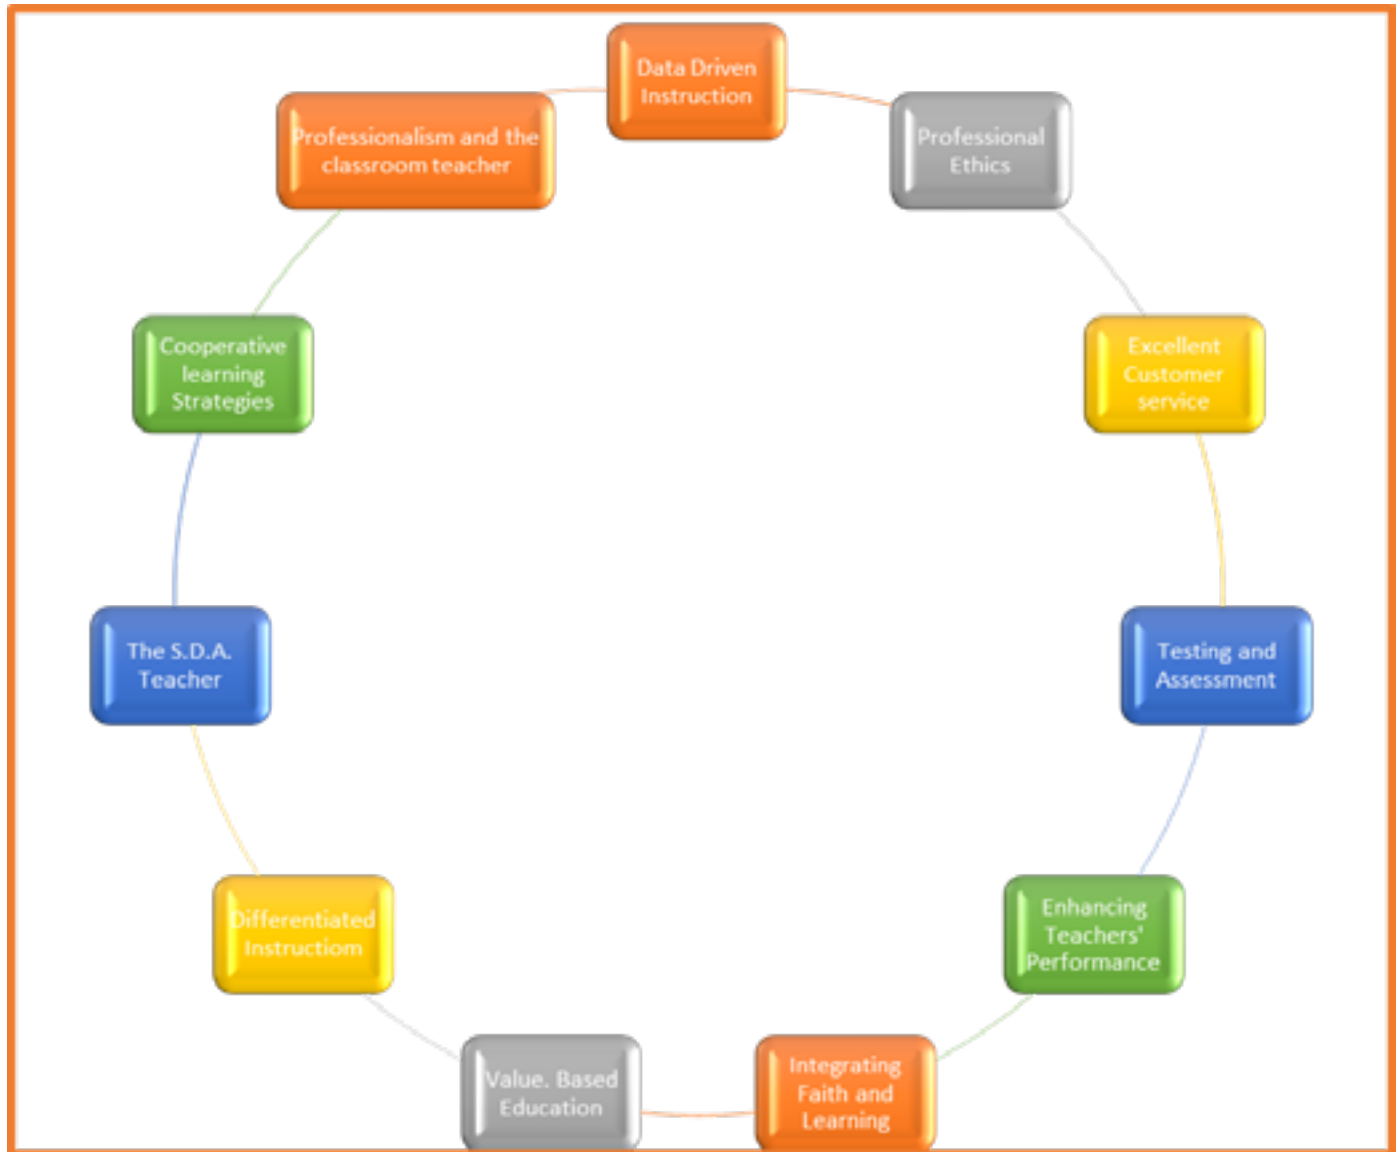 Data Driven
Instruction
Professional
Ethics
Excellent
Customer
service
Testing and
Assessment
Enhancing
Teachers'
Performance
Integrating
Faith and
Learning
Value. Based
Education
Differentiated
Instructiom
The S.D.A.
Teacher
Cooperative
learning
Strategies
Professionalism and the
classroom teacher